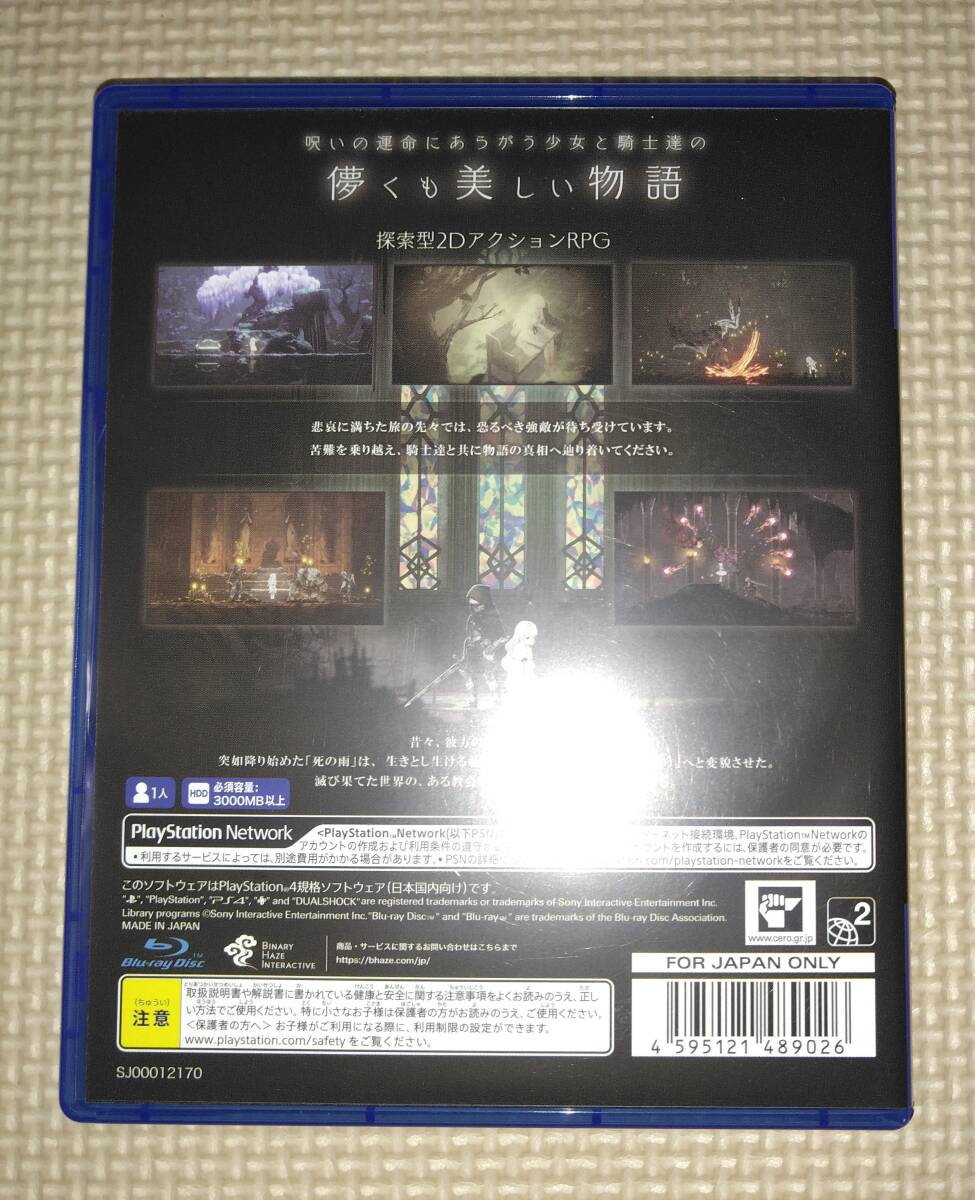 呪いの運命にあらがう少女と騎士達の
儚くも美しい物語
探索型2DアクションRPG
悲哀に満ちた旅の先々では、恐るべき強敵が待ち受けています。
苦難を乗り越え、騎士達と共に物語の真相へ辿り着いてください。
昔々、彼方の
突如降り始めた「死の雨」は、生きとし生ける 」へと変貌させた。
滅び果てた世界の、ある教会
1人
HDD 必須容量:
3000MB以上
PlayStation Network
<PlayStation™Network(以下PSN ーネット接続環境、PlayStation™Networkの
アカウントの作成および利用条件の遵守が カウントを作成するには、保護者の同意が必要です。
•利用するサービスによっては、別途費用がかかる場合があります。•PSNの詳細 .com/playstation-networkをご覧ください。
このソフトウェアはPlayStation®4規格ソフトウェア(日本国内向け)です。
"PlayStation", "PS4", and "DUALSHOCK" are registered trademarks or trademarks of Sony Interactive Entertainment Inc.
Library programs ©Sony Interactive Entertainment Inc. "Blu-ray Disc™" and "Blu-ray™" are trademarks of the Blu-ray Disc Association.
MADE IN JAPAN
www.cero.gr.jp
2
Blu-ray Disc™
BINARY
HAZE
INTERACTIVE
商品・サービスに関するお問い合わせはこちらまで
https://bhaze.com/jp/
FOR JAPAN ONLY
(ちゅうい)
注意
取扱説明書や解説書に書かれている健康と安全に関する注意事項をよくお読みのうえ、正し
い方法でご使用ください。特に小さなお子様は保護者の方がお読みのうえ、ご使用ください。
<保護者の方へ> お子様がご利用になる際に、利用制限の設定ができます。
www.playstation.com/safety をご覧ください。
4 595121 489026
SJ00012170